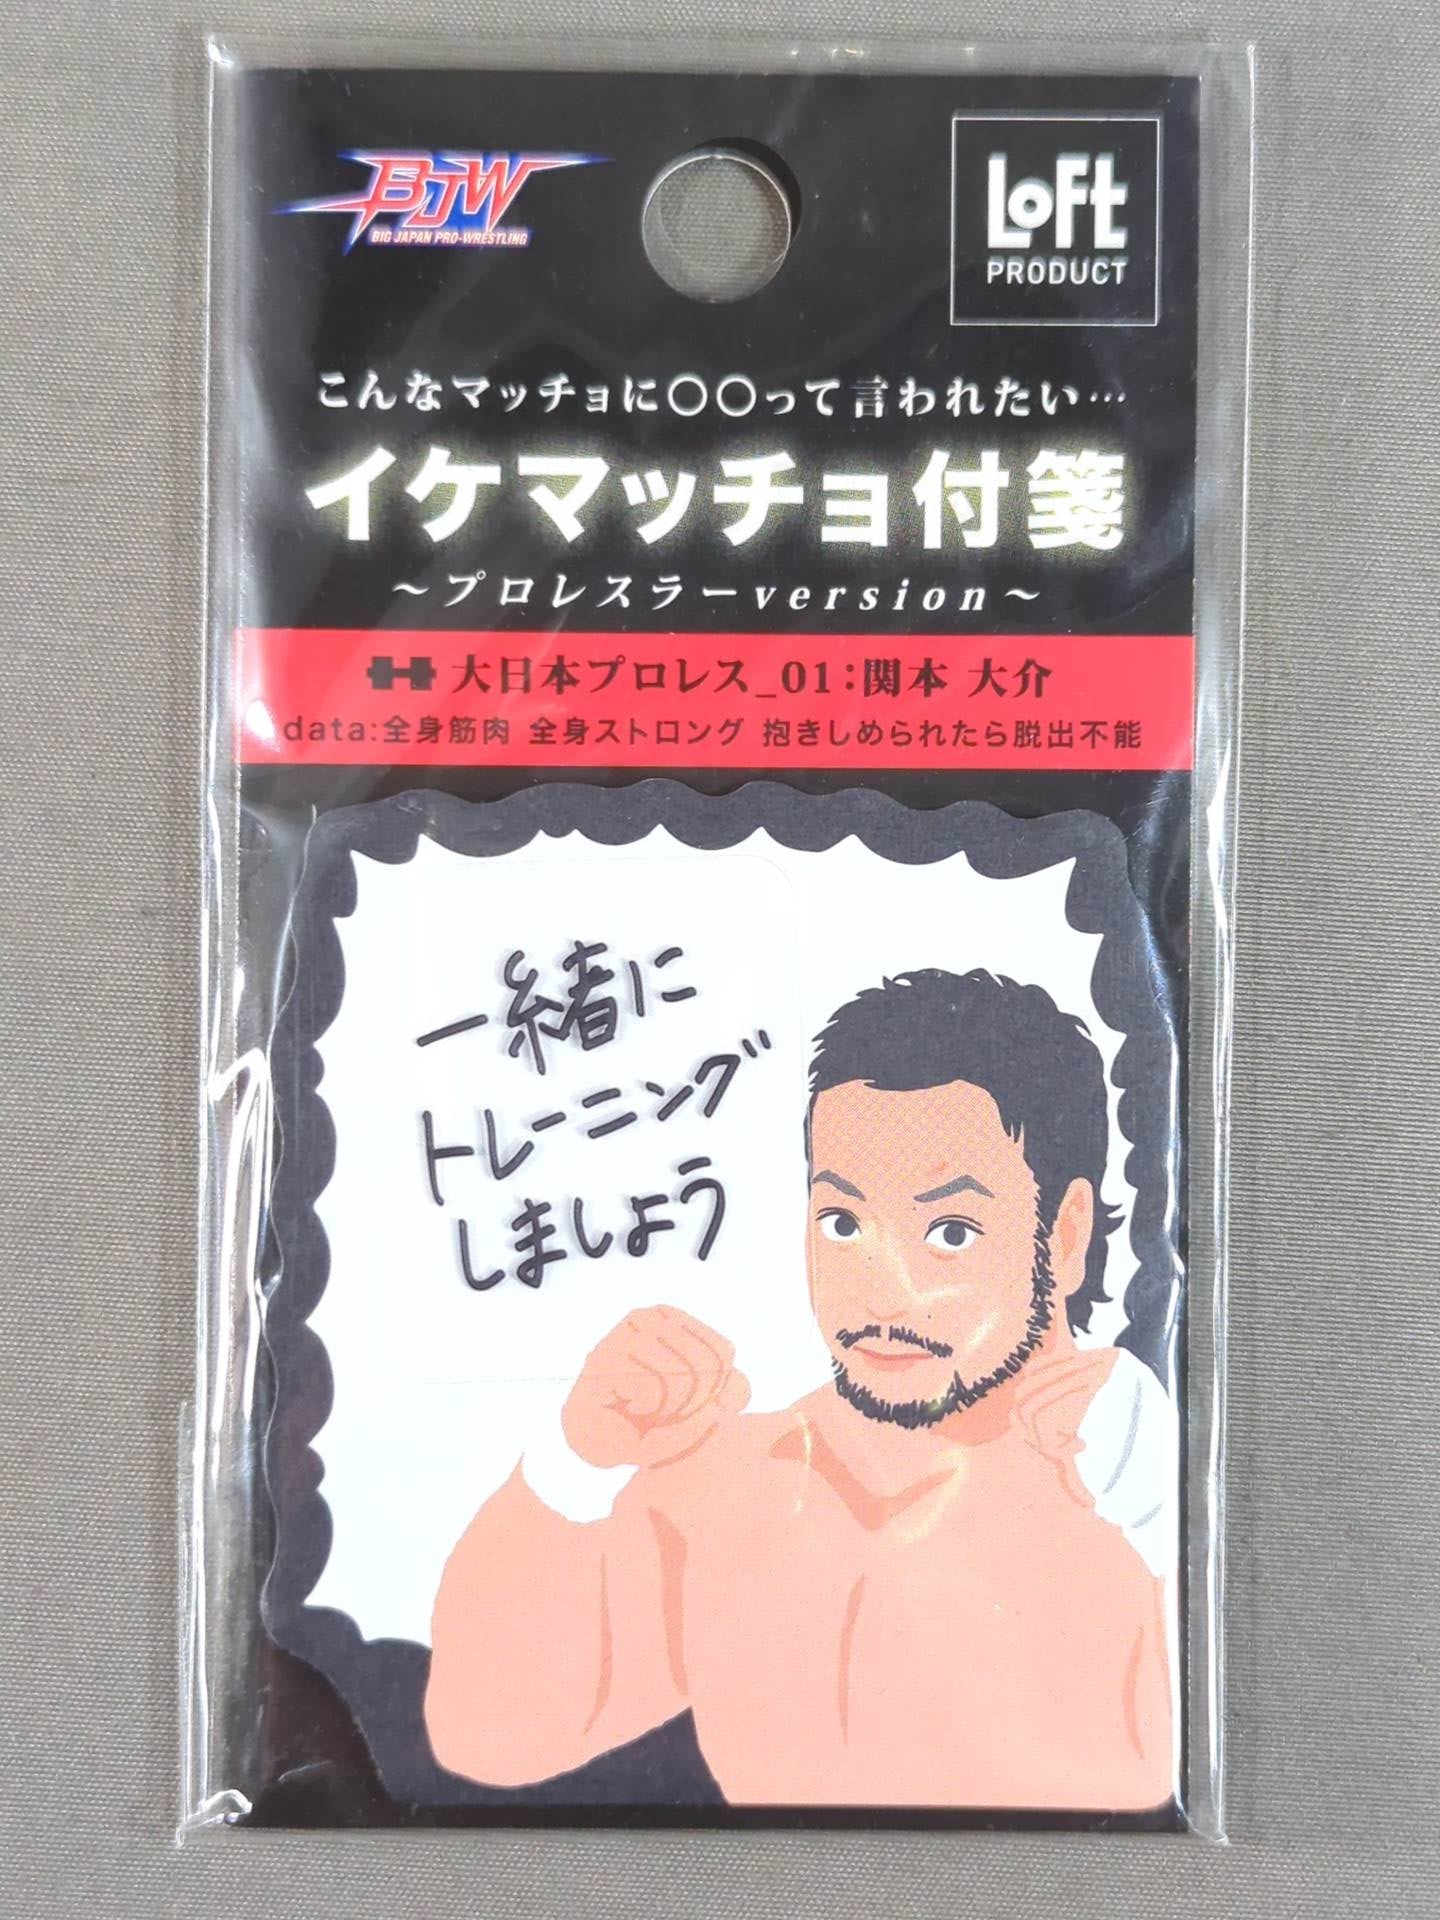 BJW
BIG JAPAN PRO-WRESTLING
LoFt
PRODUCT
こんなマッチョに〇〇って言われたい…
イケマッチョ付箋
～プロレスラーversion～
大日本プロレス_01:関本 大介
data:全身筋肉 全身ストロング 抱きしめられたら脱出不能
一緒に
トレーニング
しましょう